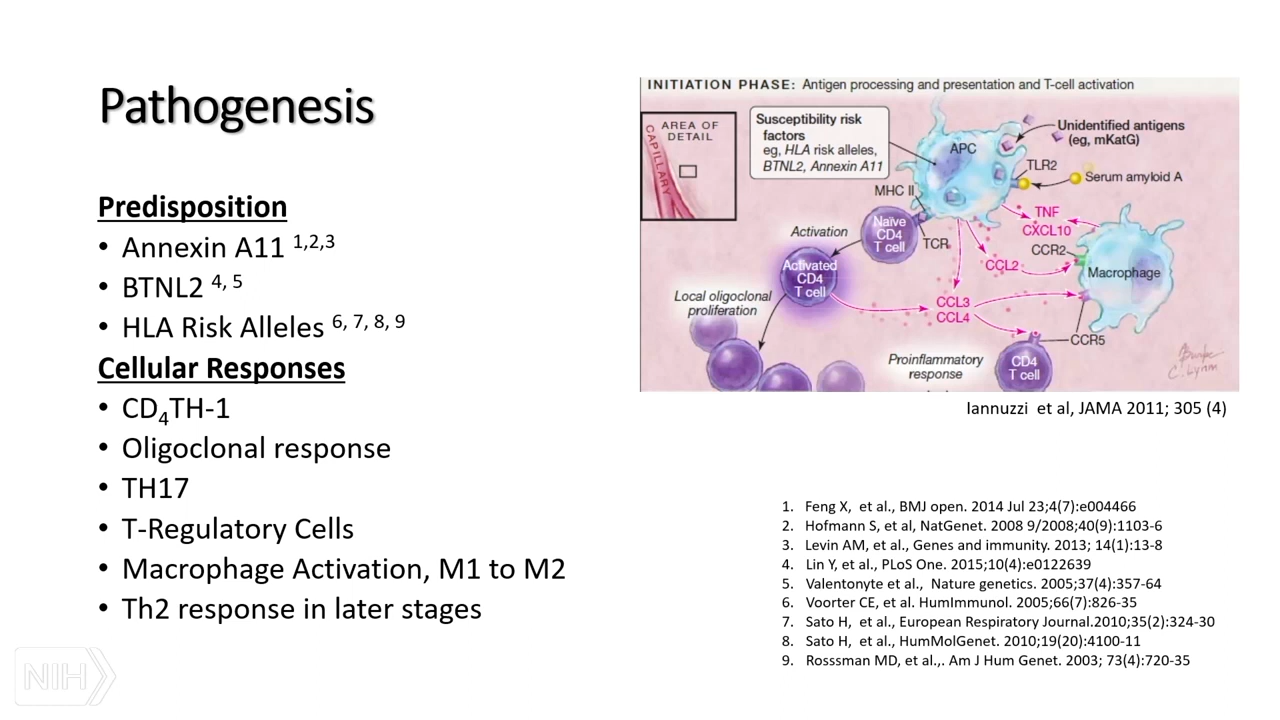 Pathogenesis
Predisposition
• Annexin A11 1,2,3
• BTNL2 4, 5
• HLA Risk Alleles 6, 7, 8, 9
Cellular Responses
• CD4TH-1
• Oligoclonal response
• TH17
• T-Regulatory Cells
• Macrophage Activation, M1 to M2
• Th2 response in later stages
NIH
INITIATION PHASE: Antigen processing and presentation and T-cell activation
AREA OF
DETAIL
CAPILLARY
Susceptibility risk
factors
eg, HLA risk alleles,
BTNL2, Annexin A11
APC
Unidentified antigens
(eg, mKatG)
TLR2
Serum amyloid A
MHC II
Naïve
CD4
T cell
TCR
TNF
CXCL10
CCR2
CCL2
Macrophage
Activation
Activated
CD4
T cell
Local oligoclonal
proliferation
CCL3
CCL4
CCR5
Proinflammatory
response
CD4
T cell
C. Lynm
Iannuzzi et al, JAMA 2011; 305 (4)
1. Feng X, et al., BMJ open. 2014 Jul 23;4(7):e004466
2. Hofmann S, et al, NatGenet. 2008 9/2008;40(9):1103-6
3. Levin AM, et al., Genes and immunity. 2013; 14(1):13-8
4. Lin Y, et al., PLoS One. 2015;10(4):e0122639
5. Valentonyte et al., Nature genetics. 2005;37(4):357-64
6. Voorter CE, et al. HumImmunol. 2005;66(7):826-35
7. Sato H, et al., European Respiratory Journal.2010;35(2):324-30
8. Sato H, et al., HumMolGenet. 2010;19(20):4100-11
9. Rosssman MD, et al.,. Am J Hum Genet. 2003; 73(4):720-35